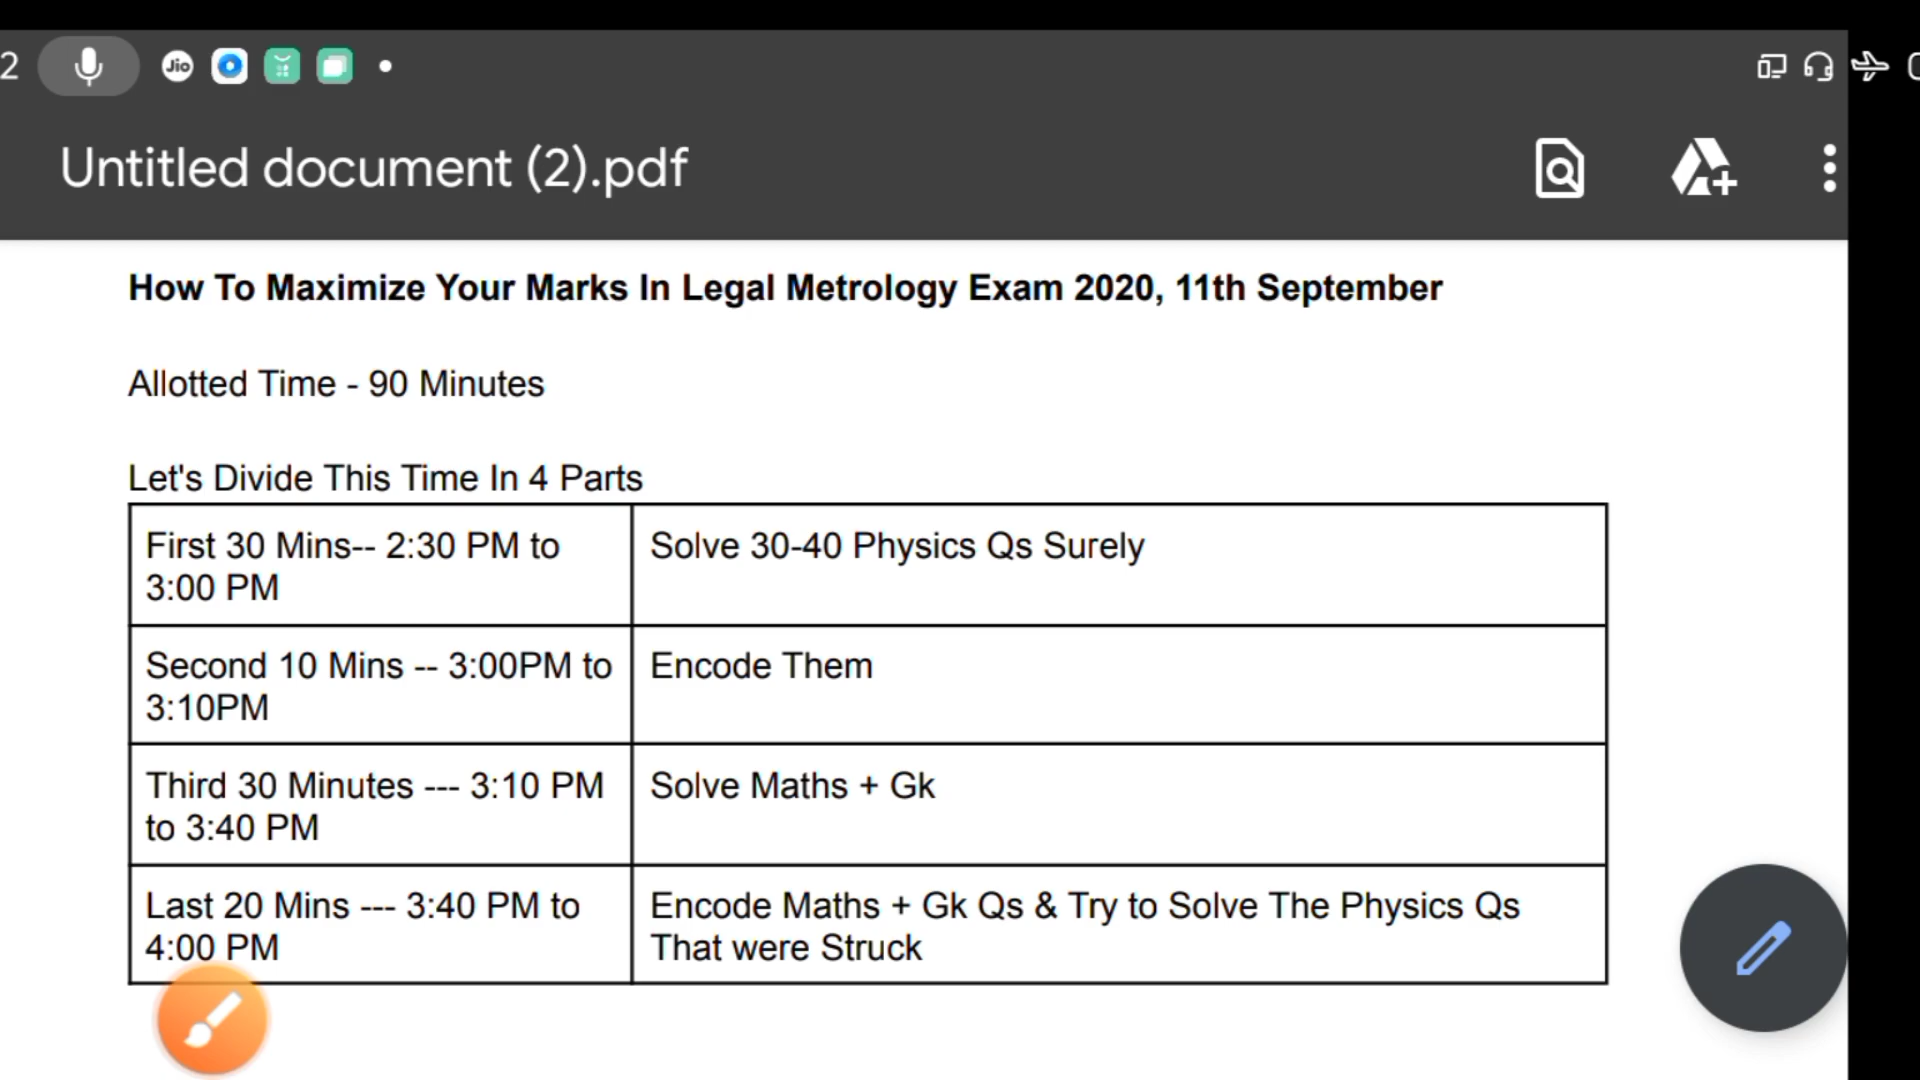 2
Jio
Untitled document (2).pdf
How To Maximize Your Marks In Legal Metrology Exam 2020, 11th September
Allotted Time - 90 Minutes
Let's Divide This Time In 4 Parts
First 30 Mins-- 2:30 PM to
3:00 PM
Solve 30-40 Physics Qs Surely
Second 10 Mins -- 3:00PM to
3:10PM
Encode Them
Third 30 Minutes --- 3:10 PM
to 3:40 PM
Solve Maths + Gk
Last 20 Mins --- 3:40 PM to
4:00 PM
Encode Maths + Gk Qs & Try to Solve The Physics Qs
That were Struck